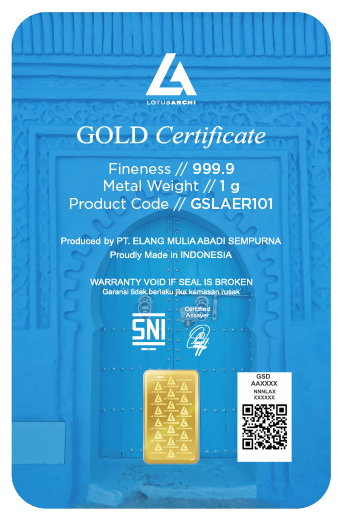 LOTUSARCHI
GOLD Certificate
Fineness // 999.9
Metal Weight // 1 g
Product Code // GSLAER101
Produced by PT. ELANG MULIA ABADI SEMPURNA
Proudly Made in INDONESIA
WARRANTY VOID IF SEAL IS BROKEN
Garansi tidak berlaku jika kemasan rusak
Certified
Assayer
SNI
GSD
AAXXXX
NNNLAX
XXXXXX